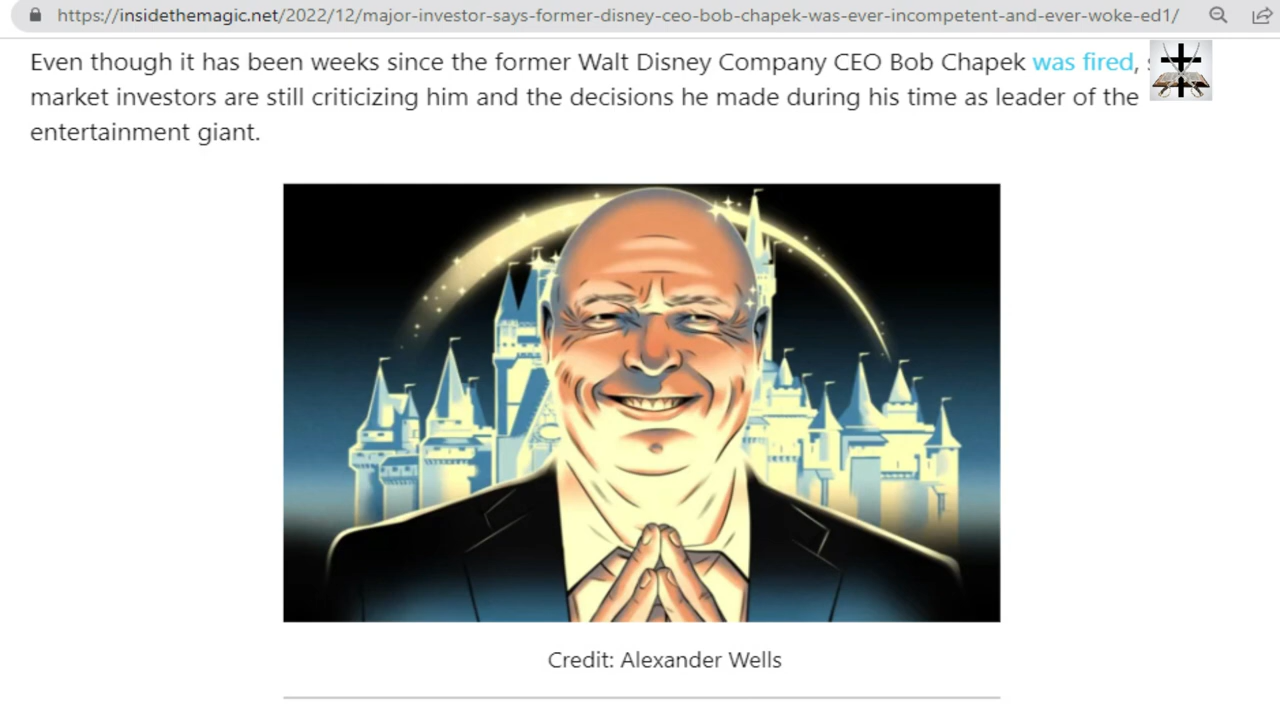 https://insidethemagic.net/2022/12/major-investor-says-former-disney-ceo-bob-chapek-was-ever-incompetent-and-ever-woke-ed1/
Even though it has been weeks since the former Walt Disney Company CEO Bob Chapek was fired,
market investors are still criticizing him and the decisions he made during his time as leader of the
entertainment giant.
Credit: Alexander Wells